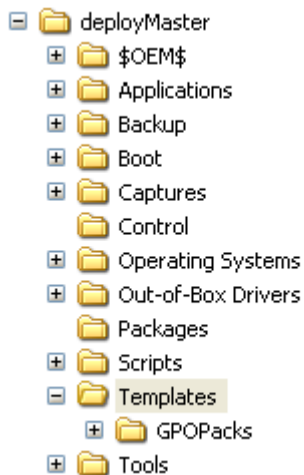 deployMaster
$OEM$
Applications
Backup
Boot
Captures
Control
Operating Systems
Out-of-Box Drivers
Packages
Scripts
Templates
GPOPacks
Tools